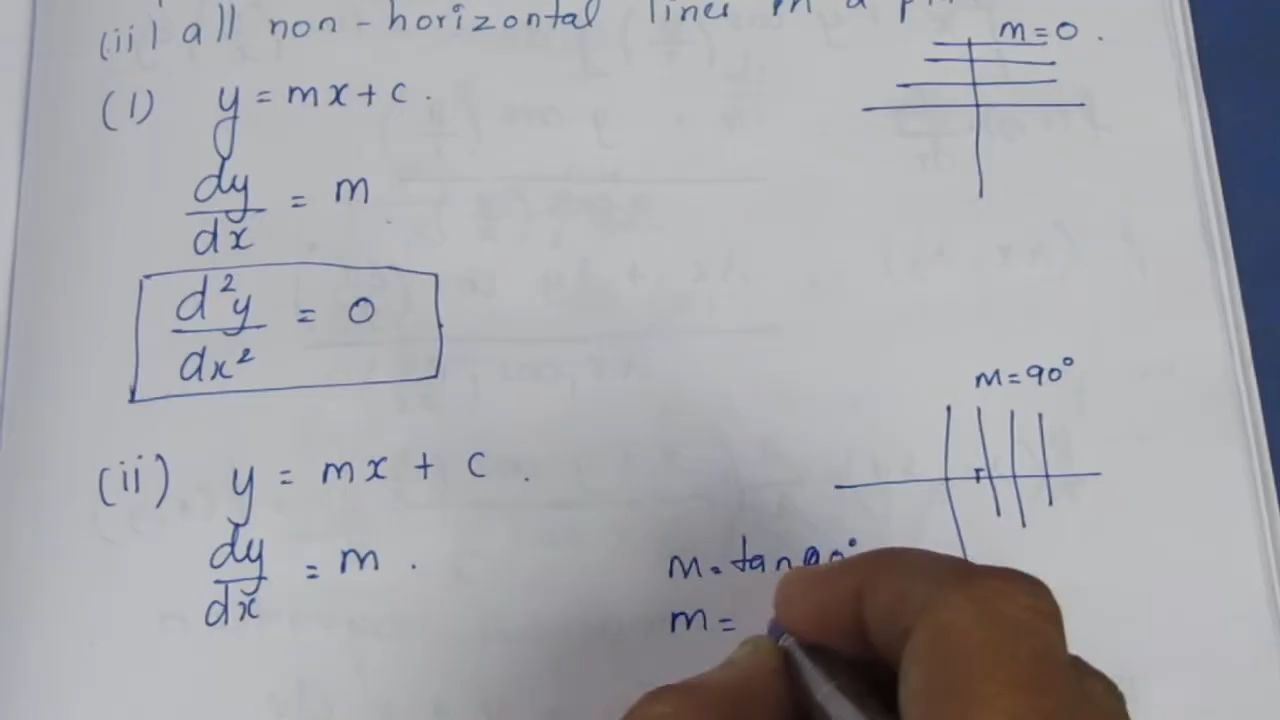 (ii) all non-horizontal lines in a
m=0.
(1) y = mx + c.
dy/dx = m
d²y/dx² = 0
m=90°
(ii) y = mx + c.
dy/dx = m.
m = tan90°
m =